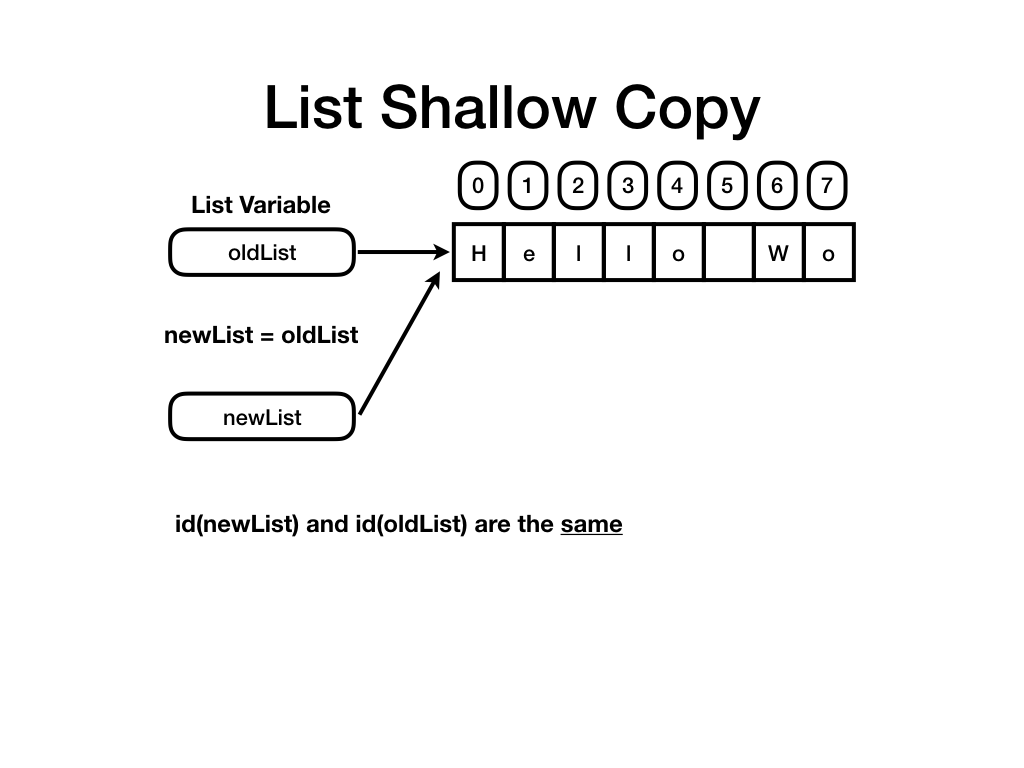 List Shallow Copy
0 1 2 3 4 5 6 7
List Variable
oldList
H e l l o W o
newList = oldList
newList
id(newList) and id(oldList) are the same